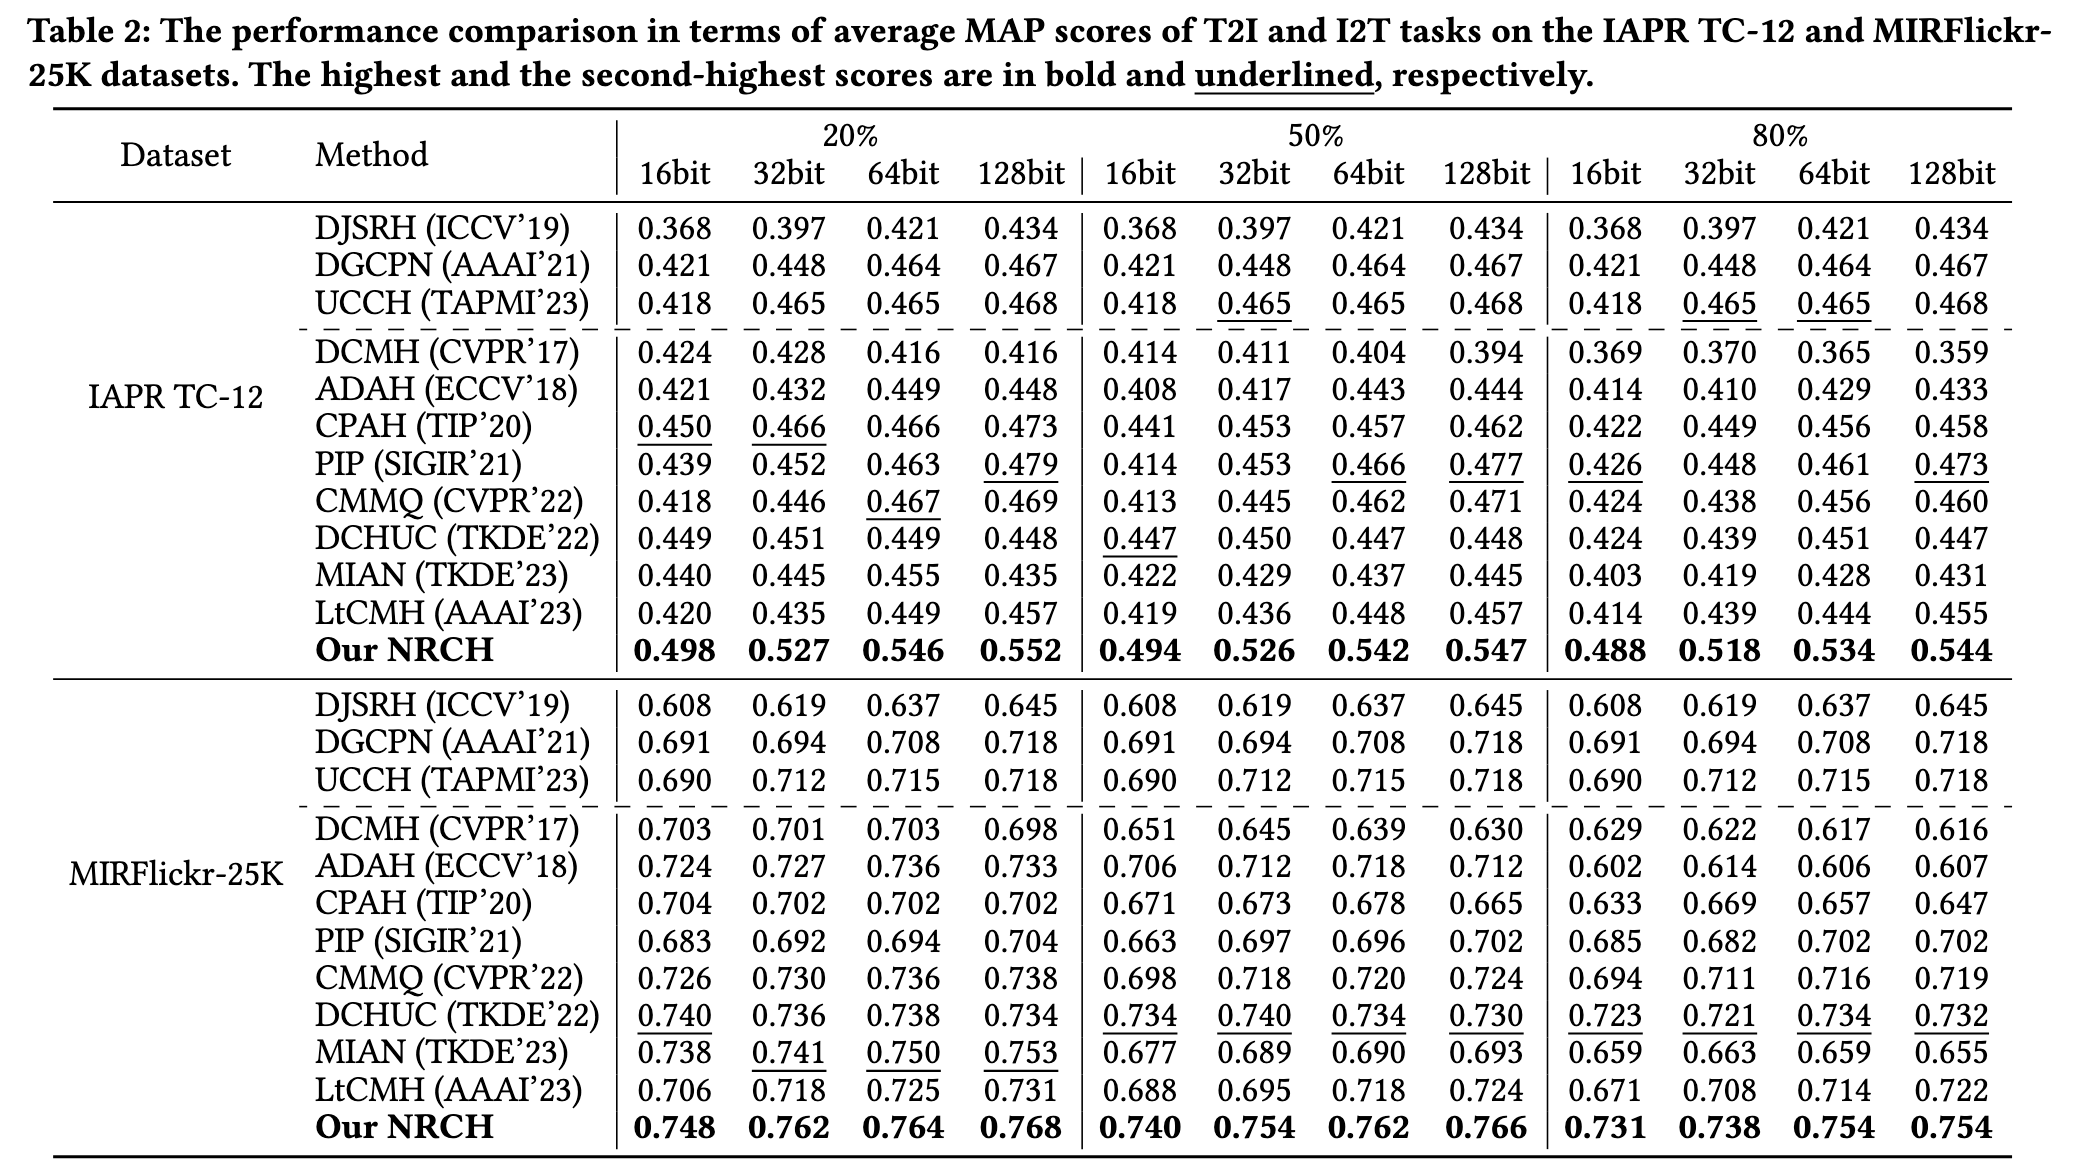 Table 2: The performance comparison in terms of average MAP scores of T2I and I2T tasks on the IAPR TC-12 and MIRFlickr-
25K datasets. The highest and the second-highest scores are in bold and underlined, respectively.
Dataset Method 20% 50% 80%
16bit 32bit 64bit 128bit 16bit 32bit 64bit 128bit 16bit 32bit 64bit 128bit
IAPR TC-12
DJSRH (ICCV’19) 0.368 0.397 0.421 0.434 0.368 0.397 0.421 0.434 0.368 0.397 0.421 0.434
DGCPN (AAAI’21) 0.421 0.448 0.464 0.467 0.421 0.448 0.464 0.467 0.421 0.448 0.464 0.467
UCCH (TAPMI’23) 0.418 0.465 0.465 0.468 0.418 0.465 0.465 0.468 0.418 0.465 0.465 0.468
DCMH (CVPR’17) 0.424 0.428 0.416 0.416 0.414 0.411 0.404 0.394 0.369 0.370 0.365 0.359
ADAH (ECCV’18) 0.421 0.432 0.449 0.448 0.408 0.417 0.443 0.444 0.414 0.410 0.429 0.433
CPAH (TIP’20) 0.450 0.466 0.466 0.473 0.441 0.453 0.457 0.462 0.422 0.449 0.456 0.458
PIP (SIGIR’21) 0.439 0.452 0.463 0.479 0.414 0.453 0.466 0.477 0.426 0.448 0.461 0.473
CMMQ (CVPR’22) 0.418 0.446 0.467 0.469 0.413 0.445 0.462 0.471 0.424 0.438 0.456 0.460
DCHUC (TKDE’22) 0.449 0.451 0.449 0.448 0.447 0.450 0.447 0.448 0.424 0.439 0.451 0.447
MIAN (TKDE’23) 0.440 0.445 0.455 0.435 0.422 0.429 0.437 0.445 0.403 0.419 0.428 0.431
LtCMH (AAAI’23) 0.420 0.435 0.449 0.457 0.419 0.436 0.448 0.457 0.414 0.439 0.444 0.455
Our NRCH 0.498 0.527 0.546 0.552 0.494 0.526 0.542 0.547 0.488 0.518 0.534 0.544
MIRFlickr-25K
DJSRH (ICCV’19) 0.608 0.619 0.637 0.645 0.608 0.619 0.637 0.645 0.608 0.619 0.637 0.645
DGCPN (AAAI’21) 0.691 0.694 0.708 0.718 0.691 0.694 0.708 0.718 0.691 0.694 0.708 0.718
UCCH (TAPMI’23) 0.690 0.712 0.715 0.718 0.690 0.712 0.715 0.718 0.690 0.712 0.715 0.718
DCMH (CVPR’17) 0.703 0.701 0.703 0.698 0.651 0.645 0.639 0.630 0.629 0.622 0.617 0.616
ADAH (ECCV’18) 0.724 0.727 0.736 0.733 0.706 0.712 0.718 0.712 0.602 0.614 0.606 0.607
CPAH (TIP’20) 0.704 0.702 0.702 0.702 0.671 0.673 0.678 0.665 0.633 0.669 0.657 0.647
PIP (SIGIR’21) 0.683 0.692 0.694 0.704 0.663 0.697 0.696 0.702 0.685 0.682 0.702 0.702
CMMQ (CVPR’22) 0.726 0.730 0.736 0.738 0.698 0.718 0.720 0.724 0.694 0.711 0.716 0.719
DCHUC (TKDE’22) 0.740 0.736 0.738 0.734 0.734 0.740 0.734 0.730 0.723 0.721 0.734 0.732
MIAN (TKDE’23) 0.738 0.741 0.750 0.753 0.677 0.689 0.690 0.693 0.659 0.663 0.659 0.655
LtCMH (AAAI’23) 0.706 0.718 0.725 0.731 0.688 0.695 0.718 0.724 0.671 0.708 0.714 0.722
Our NRCH 0.748 0.762 0.764 0.768 0.740 0.754 0.762 0.766 0.731 0.738 0.754 0.754